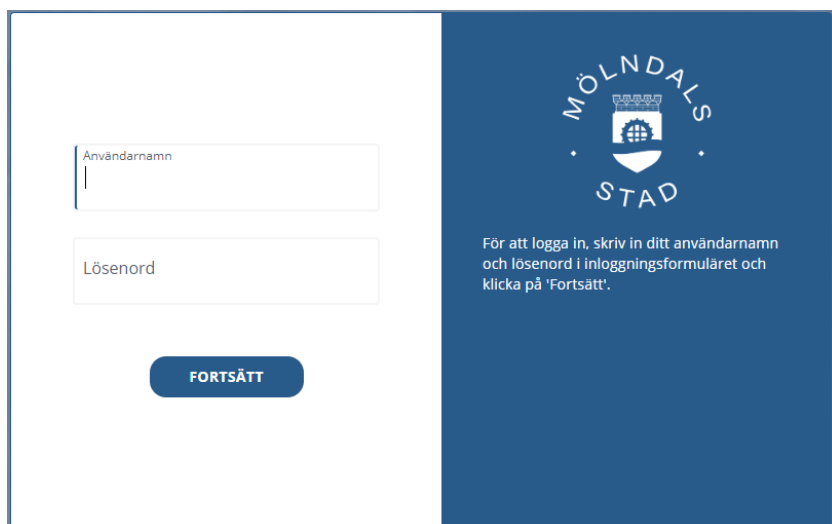 Användarnamn
Lösenord
FORTSÄTT
MÖLNDALS
STAD
För att logga in, skriv in ditt användarnamn
och lösenord i inloggningsformuläret och
klicka på 'Fortsätt'.